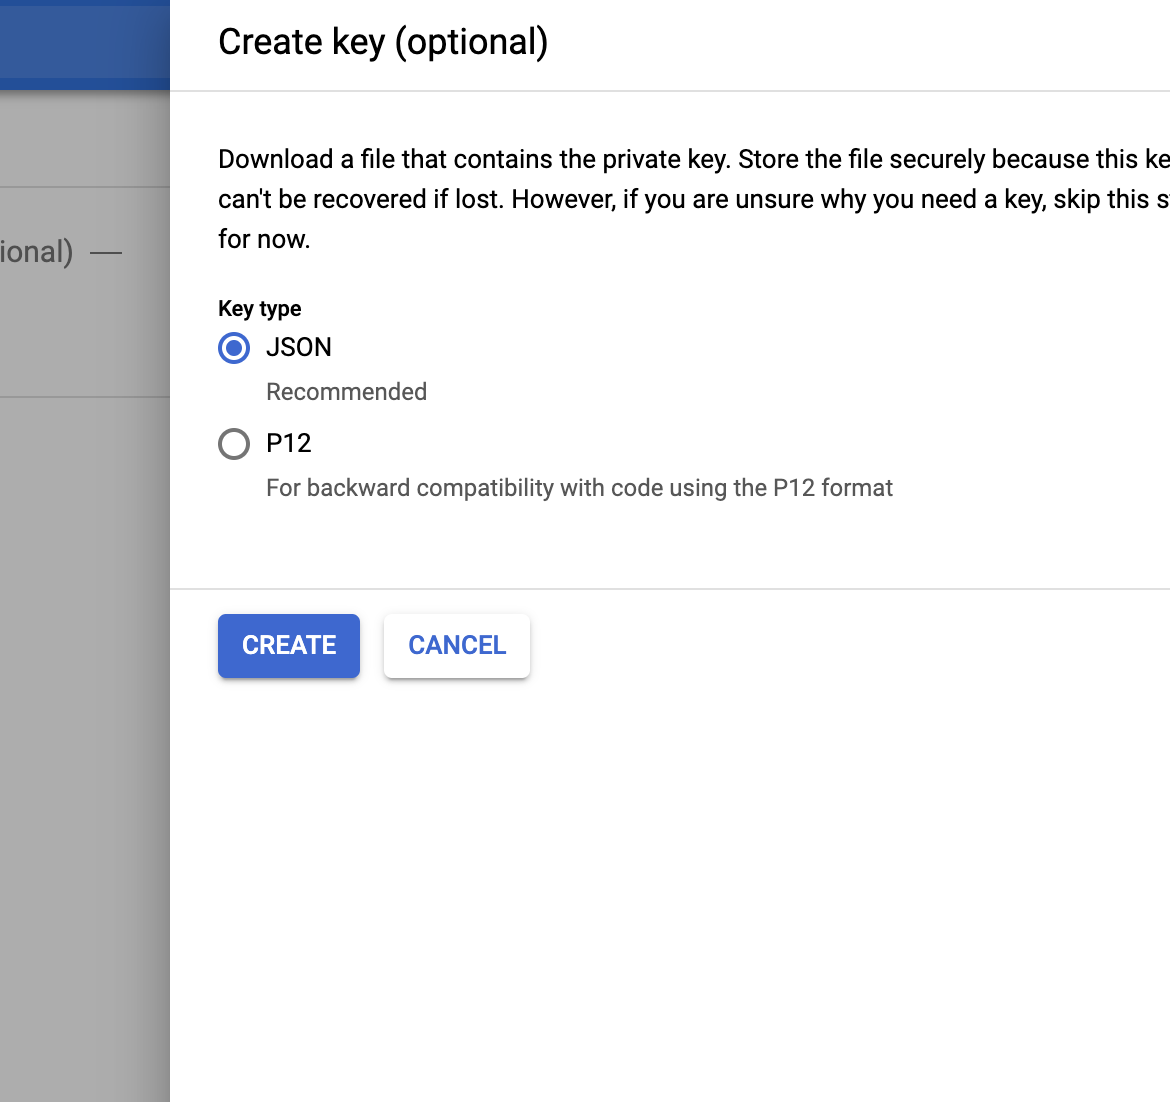 Create key (optional)
Download a file that contains the private key. Store the file securely because this ke
can't be recovered if lost. However, if you are unsure why you need a key, skip this s
for now.
ional) —
Key type
JSON
Recommended
P12
For backward compatibility with code using the P12 format
CREATE
CANCEL